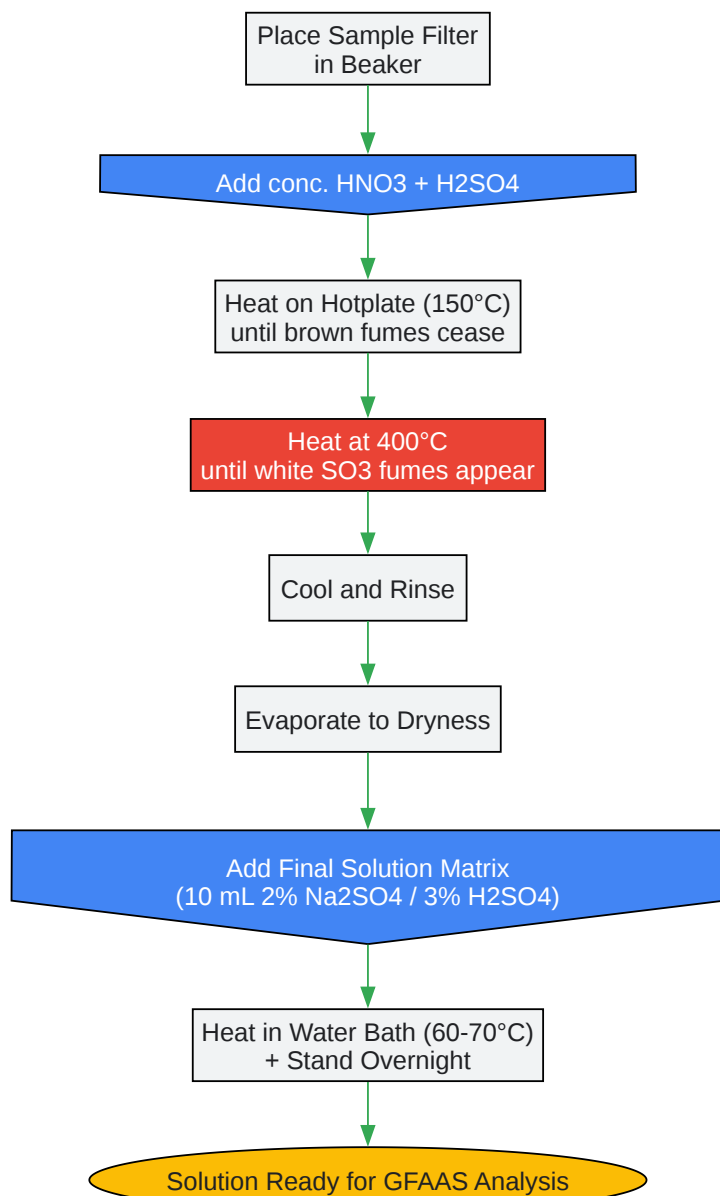 Place Sample Filter
in Beaker
Add conc. HNO3 + H2SO4
Heat on Hotplate (150°C)
until brown fumes cease
Heat at 400°C
until white SO3 fumes appear
Cool and Rinse
Evaporate to Dryness
Add Final Solution Matrix
(10 mL 2% Na2SO4 / 3% H2SO4)
Heat in Water Bath (60-70°C)
+ Stand Overnight
Solution Ready for GFAAS Analysis